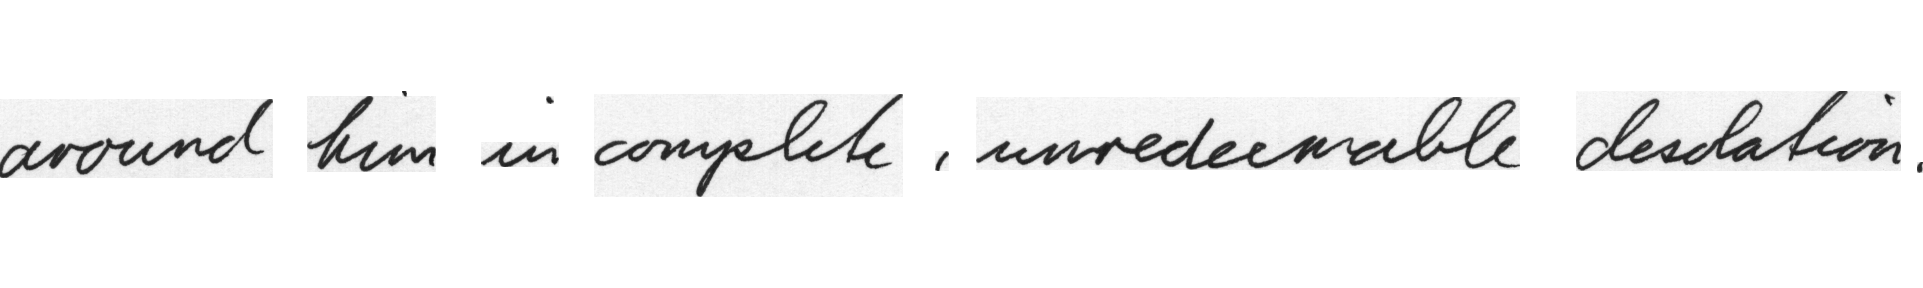 around him in complete , unredeemable desolation .